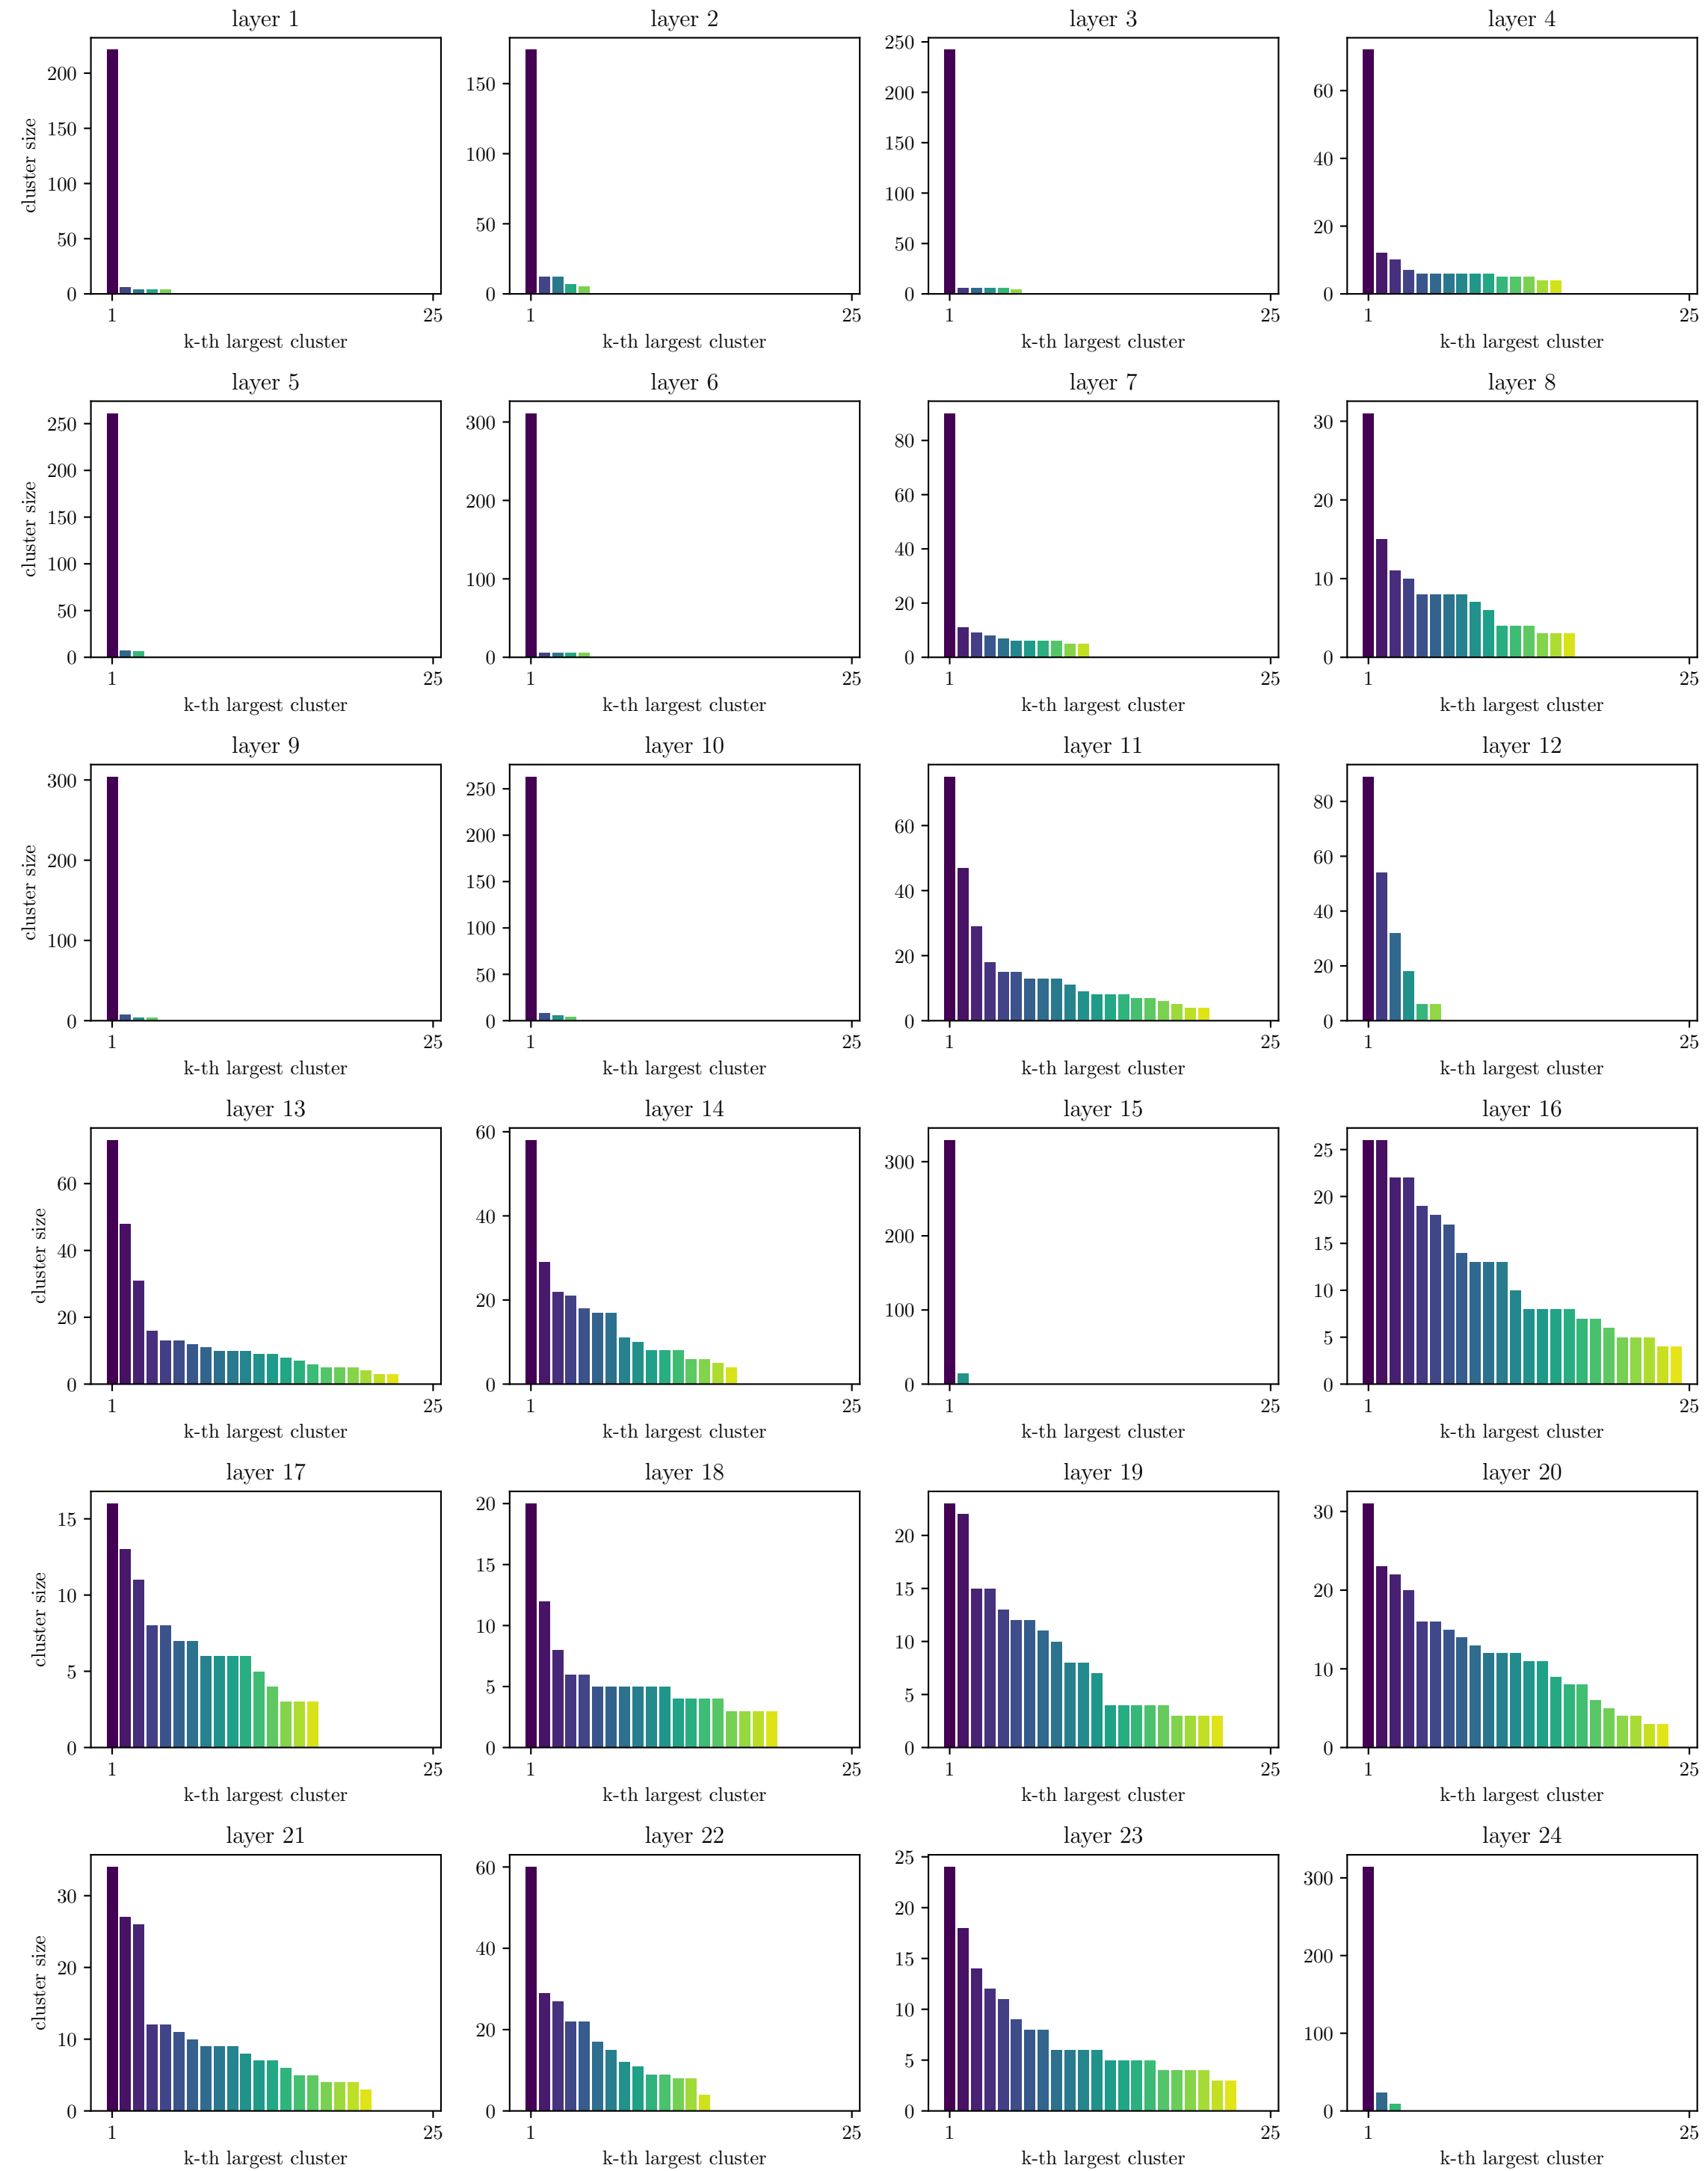 layer 1
layer 2
layer 3
layer 4
cluster size
200
150
100
50
0
150
100
50
0
250
200
150
100
50
0
60
40
20
0
1 25
1 25
1 25
1 25
k-th largest cluster
k-th largest cluster
k-th largest cluster
k-th largest cluster
layer 5
layer 6
layer 7
layer 8
cluster size
250
200
150
100
50
0
300
200
100
0
80
60
40
20
0
30
20
10
0
1 25
1 25
1 25
1 25
k-th largest cluster
k-th largest cluster
k-th largest cluster
k-th largest cluster
layer 9
layer 10
layer 11
layer 12
cluster size
300
200
100
0
250
200
150
100
50
0
60
40
20
0
80
60
40
20
0
1 25
1 25
1 25
1 25
k-th largest cluster
k-th largest cluster
k-th largest cluster
k-th largest cluster
layer 13
layer 14
layer 15
layer 16
cluster size
60
40
20
0
60
40
20
0
300
200
100
0
25
20
15
10
5
0
1 25
1 25
1 25
1 25
k-th largest cluster
k-th largest cluster
k-th largest cluster
k-th largest cluster
layer 17
layer 18
layer 19
layer 20
cluster size
15
10
5
0
20
15
10
5
0
20
15
10
5
0
30
20
10
0
1 25
1 25
1 25
1 25
k-th largest cluster
k-th largest cluster
k-th largest cluster
k-th largest cluster
layer 21
layer 22
layer 23
layer 24
cluster size
30
20
10
0
60
40
20
0
25
20
15
10
5
0
300
200
100
0
1 25
1 25
1 25
1 25
k-th largest cluster
k-th largest cluster
k-th largest cluster
k-th largest cluster